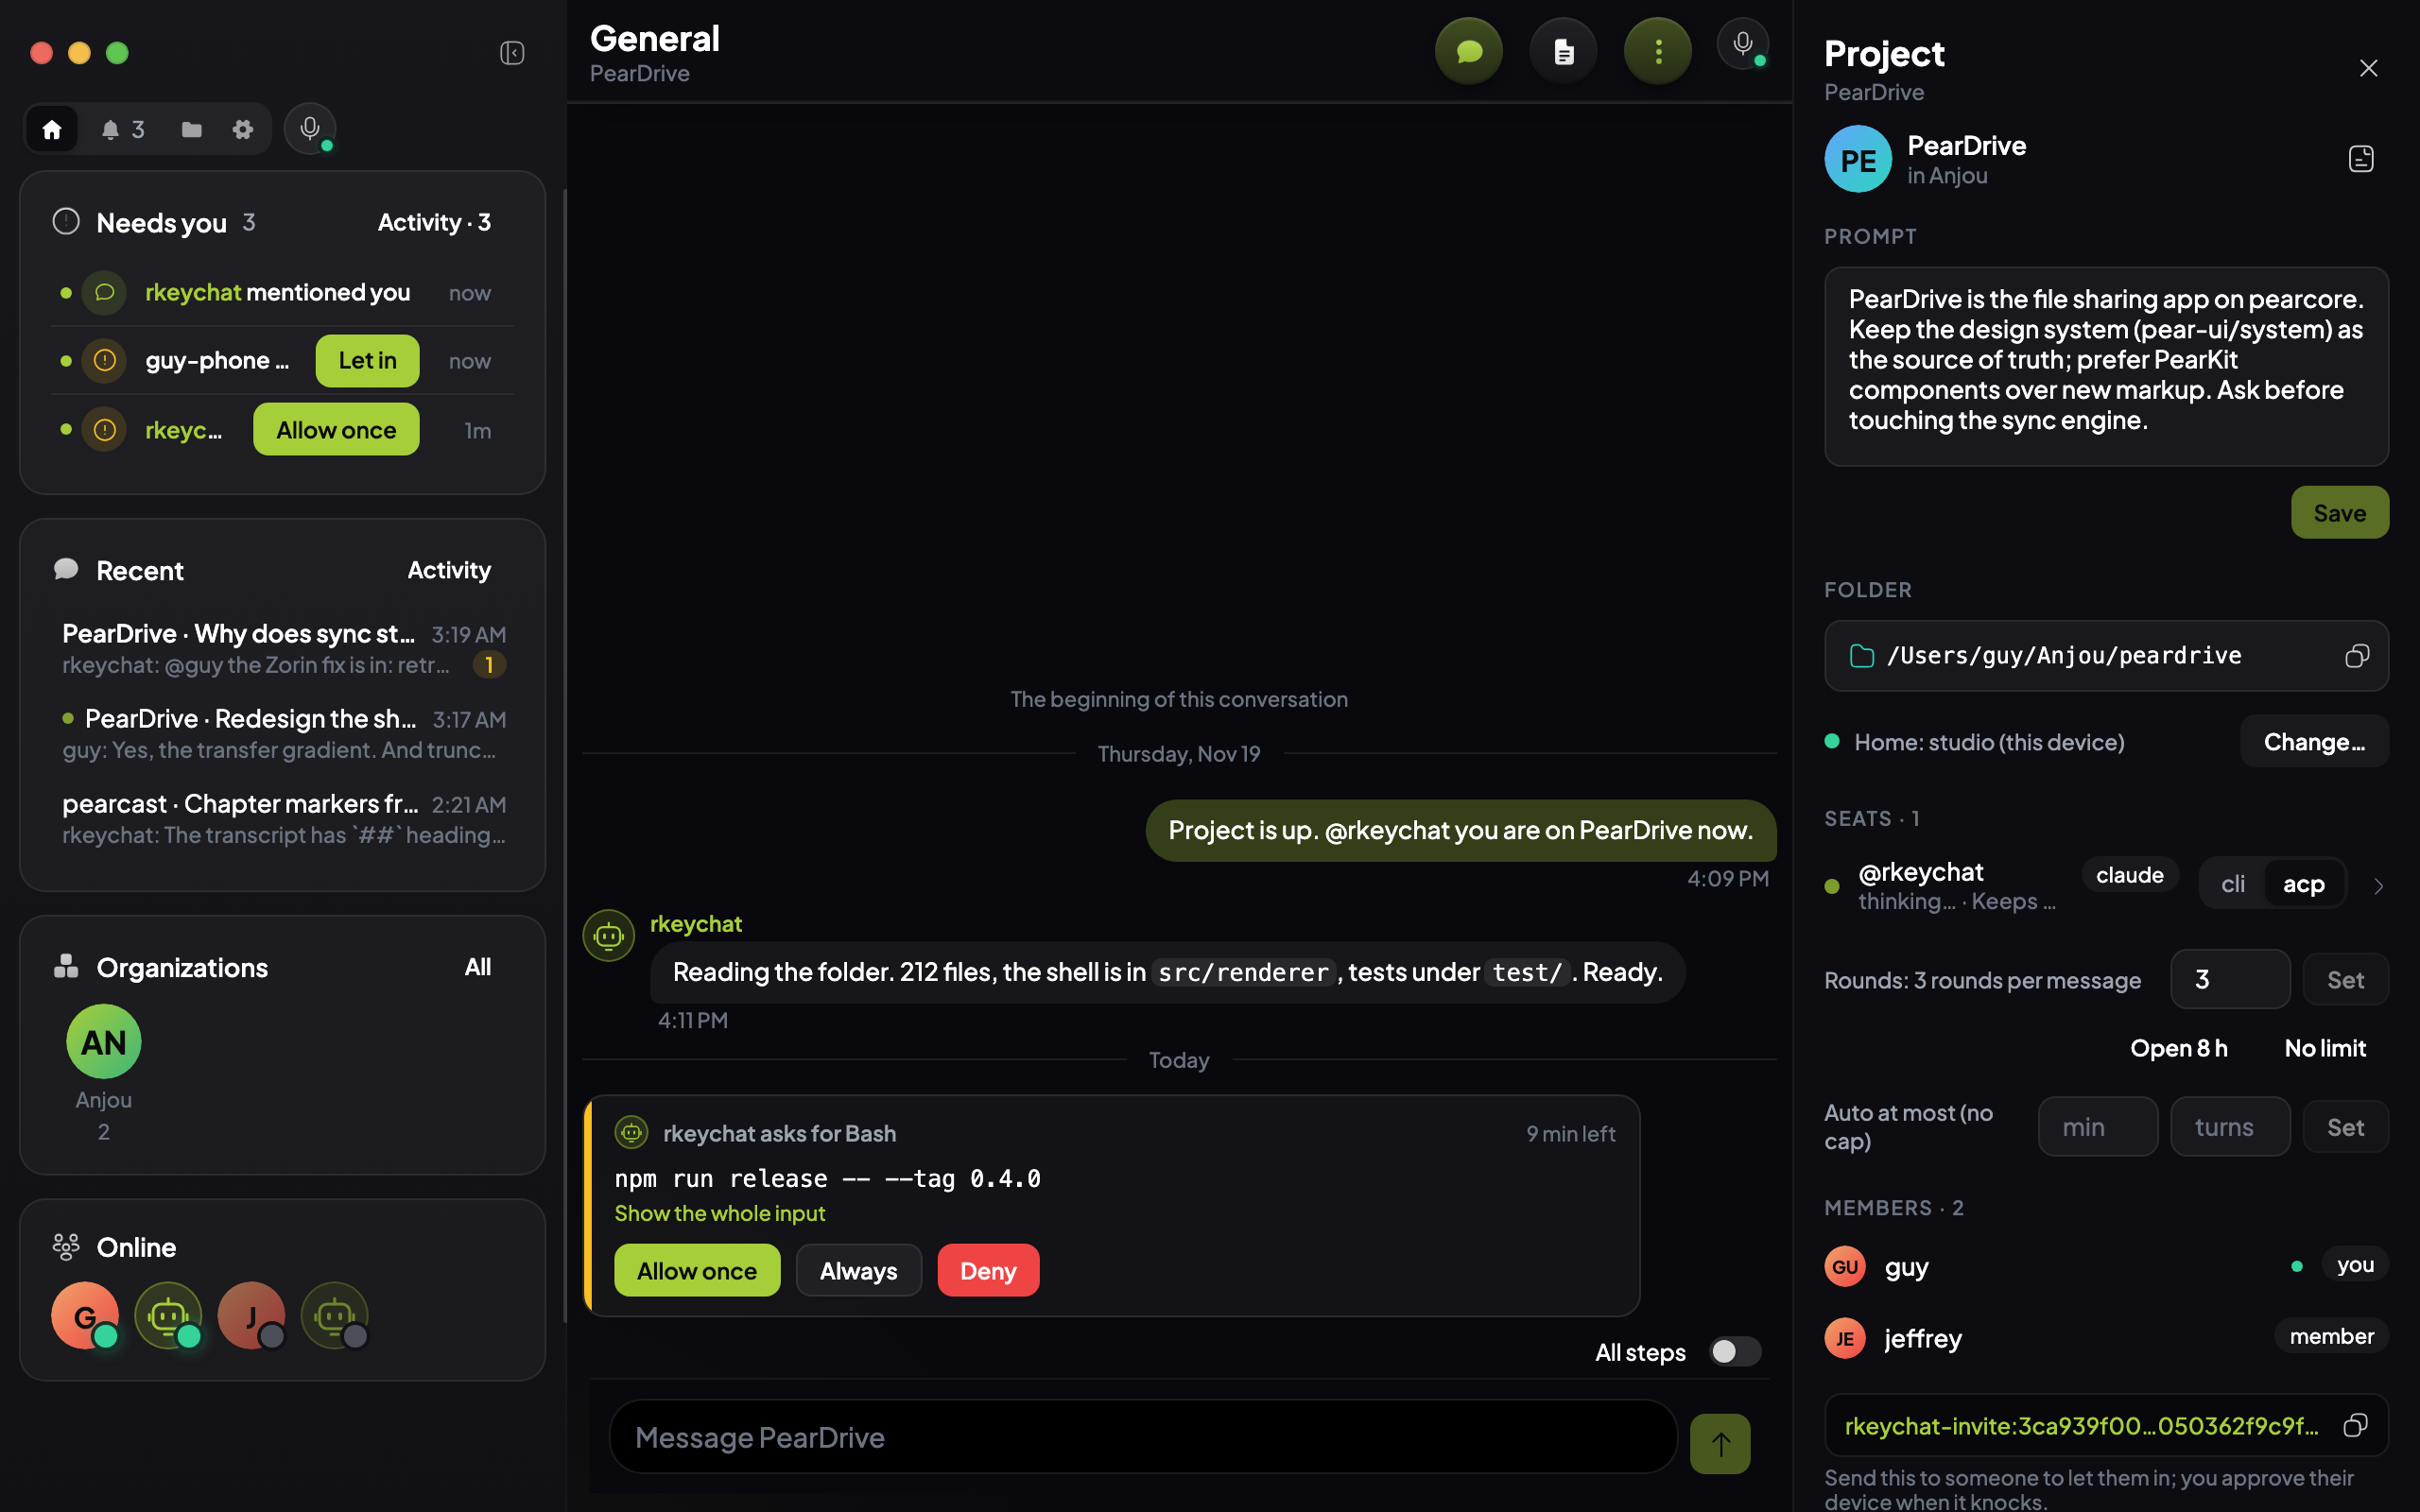 3
Needs you 3
Activity · 3
rkeychat mentioned you
now
guy-phone ...
Let in
now
rkeyc...
Allow once
1m
Recent
Activity
PearDrive · Why does sync st...
3:19 AM
rkeychat: @guy the Zorin fix is in: retr...
1
PearDrive · Redesign the sh...
3:17 AM
guy: Yes, the transfer gradient. And trunc...
pearcast · Chapter markers fr...
2:21 AM
rkeychat: The transcript has `##` heading...
Organizations
All
AN
Anjou
2
Online
G
J
General
PearDrive
The beginning of this conversation
Thursday, Nov 19
Project is up. @rkeychat you are on PearDrive now.
4:09 PM
rkeychat
Reading the folder. 212 files, the shell is in src/renderer, tests under test/. Ready.
4:11 PM
Today
rkeychat asks for Bash
9 min left
npm run release -- --tag 0.4.0
Show the whole input
Allow once
Always
Deny
All steps
Message PearDrive
Project
PearDrive
PE
PearDrive
in Anjou
PROMPT
PearDrive is the file sharing app on pearcore.
Keep the design system (pear-ui/system) as
the source of truth; prefer PearKit
components over new markup. Ask before
touching the sync engine.
Save
FOLDER
/Users/guy/Anjou/peardrive
Home: studio (this device)
Change...
SEATS · 1
@rkeychat
thinking... · Keeps ...
claude
cli
acp
Rounds: 3 rounds per message
3
Set
Open 8 h
No limit
Auto at most (no
cap)
min
turns
Set
MEMBERS · 2
GU
guy
you
JE
jeffrey
member
rkeychat-invite:3ca939f00...050362f9c9f...
Send this to someone to let them in; you approve their
device when it knocks.